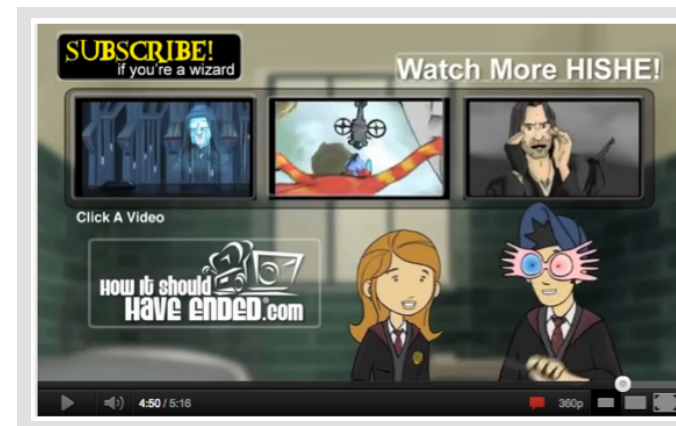 SUBSCRIBE!
if you're a wizard
Watch More HISHE!
Click A Video
HOW it should
HAVE ENDED®.com
4:50 / 5:16
360p